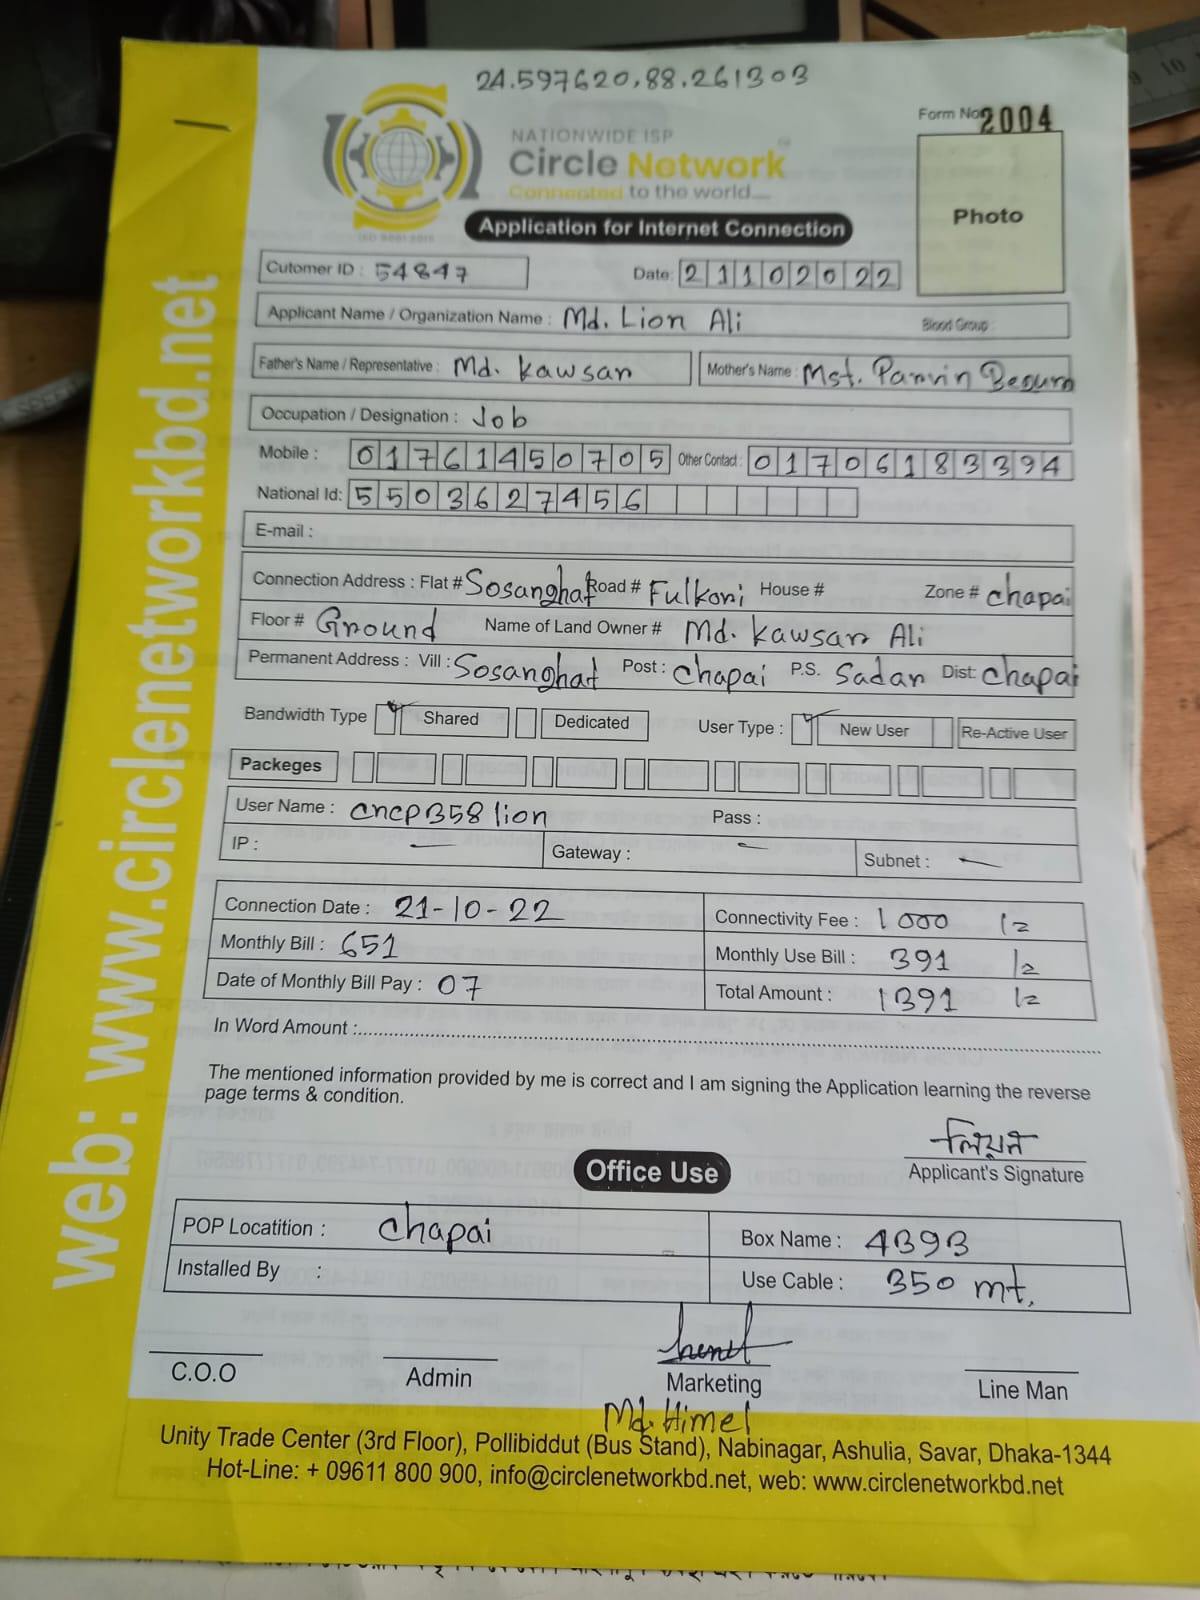 24.597620,88.261303
Form No 2004
NATIONWIDE ISP
Circle Network
Connected to the world....
Photo
Application for Internet Connection
Cutomer ID : 54847
Date: 21102022
Applicant Name / Organization Name : Md. Lion Ali
Blood Group :
Father's Name / Representative : Md. Kawsar
Mother's Name : Mst. Parvin Begum
Occupation / Designation : Job
Mobile : 01761450705 Other Contact : 01706183394
National Id: 5503627456
E-mail :
Connection Address : Flat # Sosanghat Road # Fulkoni House # Zone # chapai
Floor # Ground Name of Land Owner # Md. Kawsar Ali
Permanent Address : Vill : Sosanghat Post : Chapai P.S. Sadar Dist: Chapai
Bandwidth Type Shared Dedicated User Type : New User Re-Active User
Packeges
User Name : cncp358lion Pass :
IP : — Gateway : — Subnet : —
Connection Date : 21-10-22 Connectivity Fee : 1000 /=
Monthly Bill : 651 Monthly Use Bill : 391 /=
Date of Monthly Bill Pay : 07 Total Amount : 1391 /=
In Word Amount :
The mentioned information provided by me is correct and I am signing the Application learning the reverse
page terms & condition.
লিয়ন
Applicant's Signature
Office Use
POP Locatition : Chapai Box Name : 4393
Installed By : Use Cable : 350 mt.
C.O.O Admin Marketing Line Man
Md. Himel
Unity Trade Center (3rd Floor), Pollibiddut (Bus Stand), Nabinagar, Ashulia, Savar, Dhaka-1344
Hot-Line: + 09611 800 900, info@circlenetworkbd.net, web: www.circlenetworkbd.net
web: www.circlenetworkbd.net